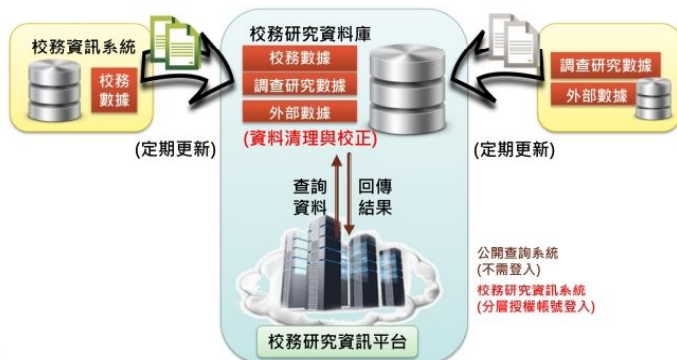 校務資訊系統
校務
數據
(定期更新)
校務研究資料庫
校務數據
調查研究數據
外部數據
(資料清理與校正)
調查研究數據
外部數據
(定期更新)
查詢
資料
回傳
結果
公開查詢系統
(不需登入)
校務研究資訊系統
(分層授權帳號登入)
校務研究資訊平台